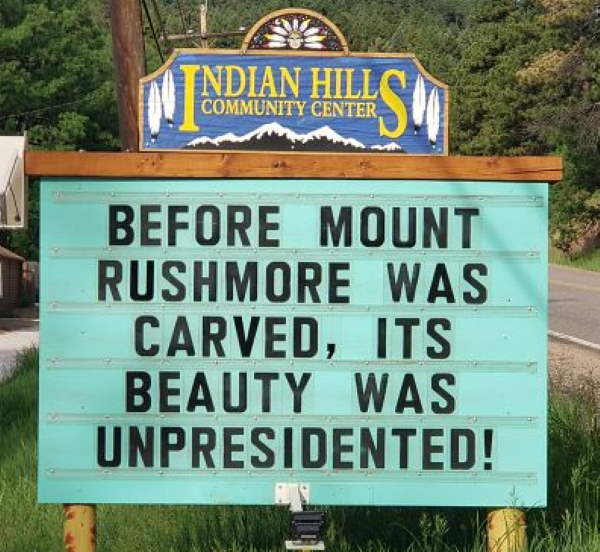 INDIAN HILLS
COMMUNITY CENTER
BEFORE MOUNT
RUSHMORE WAS
CARVED, ITS
BEAUTY WAS
UNPRESIDENTED!